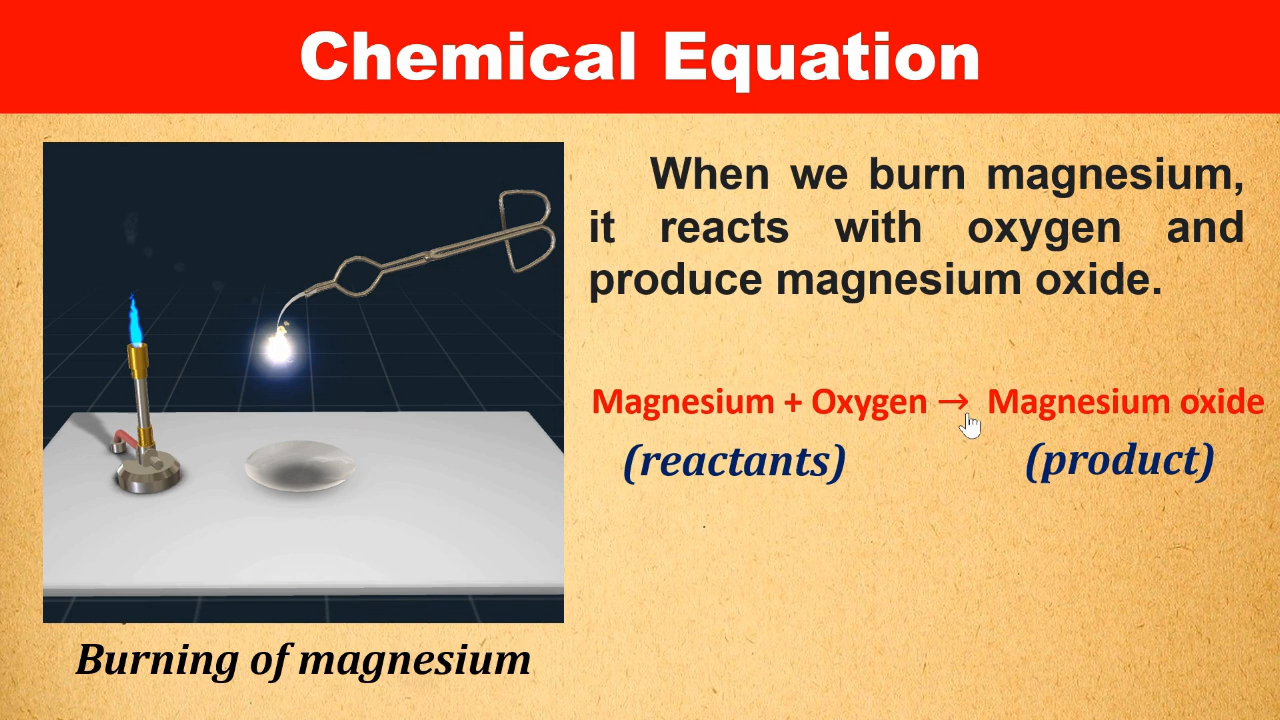 Chemical Equation
When we burn magnesium,
it reacts with oxygen and
produce magnesium oxide.
Magnesium + Oxygen → Magnesium oxide
(reactants) (product)
Burning of magnesium